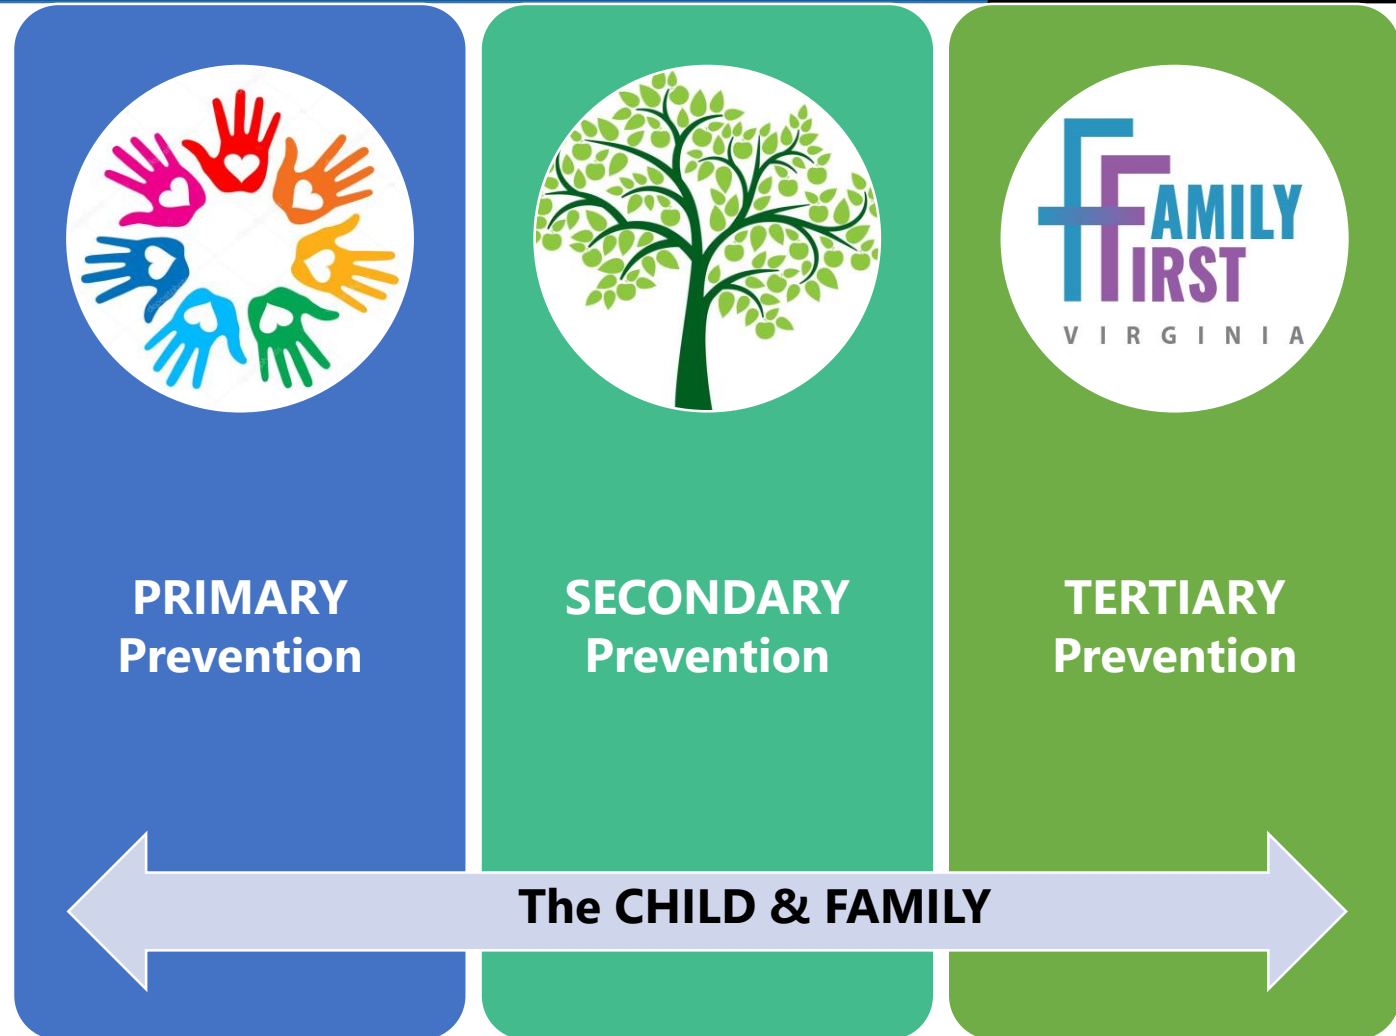 FAMILY
FIRST
VIRGINIA
PRIMARY
Prevention
SECONDARY
Prevention
TERTIARY
Prevention
The CHILD & FAMILY